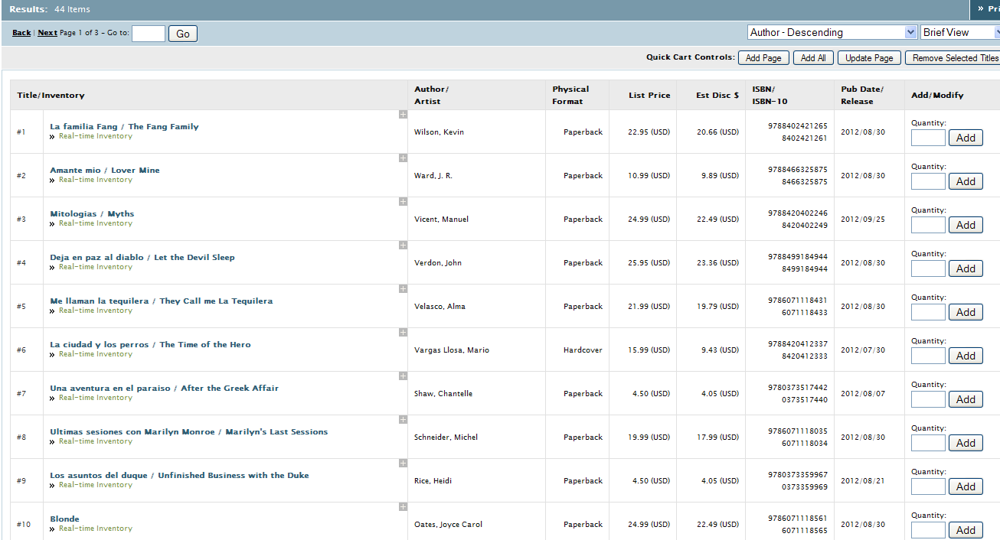 Results: 44 Items
» Pri
Back | Next Page 1 of 3 - Go to: Go
Author - Descending
Brief View
Quick Cart Controls: Add Page Add All Update Page Remove Selected Titles
Title/Inventory Author/ Artist Physical Format List Price Est Disc $ ISBN/ ISBN-10 Pub Date/ Release Add/Modify
#1 La familia Fang / The Fang Family
» Real-time Inventory
Wilson, Kevin Paperback 22.95 (USD) 20.66 (USD) 9788402421265
8402421261
2012/08/30
Quantity:
Add
#2 Amante mio / Lover Mine
» Real-time Inventory
Ward, J. R. Paperback 10.99 (USD) 9.89 (USD) 9788466325875
8466325875
2012/08/30
Quantity:
Add
#3 Mitologias / Myths
» Real-time Inventory
Vicent, Manuel Paperback 24.99 (USD) 22.49 (USD) 9788420402246
8420402249
2012/09/25
Quantity:
Add
#4 Deja en paz al diablo / Let the Devil Sleep
» Real-time Inventory
Verdon, John Paperback 25.95 (USD) 23.36 (USD) 9788499184944
8499184944
2012/08/30
Quantity:
Add
#5 Me llaman la tequilera / They Call me La Tequilera
» Real-time Inventory
Velasco, Alma Paperback 21.99 (USD) 19.79 (USD) 9786071118431
6071118433
2012/08/30
Quantity:
Add
#6 La ciudad y los perros / The Time of the Hero
» Real-time Inventory
Vargas Llosa, Mario Hardcover 15.99 (USD) 9.43 (USD) 9788420412337
8420412333
2012/07/30
Quantity:
Add
#7 Una aventura en el paraiso / After the Greek Affair
» Real-time Inventory
Shaw, Chantelle Paperback 4.50 (USD) 4.05 (USD) 9780373517442
0373517440
2012/08/07
Quantity:
Add
#8 Ultimas sesiones con Marilyn Monroe / Marilyn's Last Sessions
» Real-time Inventory
Schneider, Michel Paperback 19.99 (USD) 17.99 (USD) 9786071118035
6071118034
2012/08/30
Quantity:
Add
#9 Los asuntos del duque / Unfinished Business with the Duke
» Real-time Inventory
Rice, Heidi Paperback 4.50 (USD) 4.05 (USD) 9780373359967
0373359969
2012/08/21
Quantity:
Add
#10 Blonde
» Real-time Inventory
Oates, Joyce Carol Paperback 24.99 (USD) 22.49 (USD) 9786071118561
6071118565
2012/08/30
Quantity:
Add